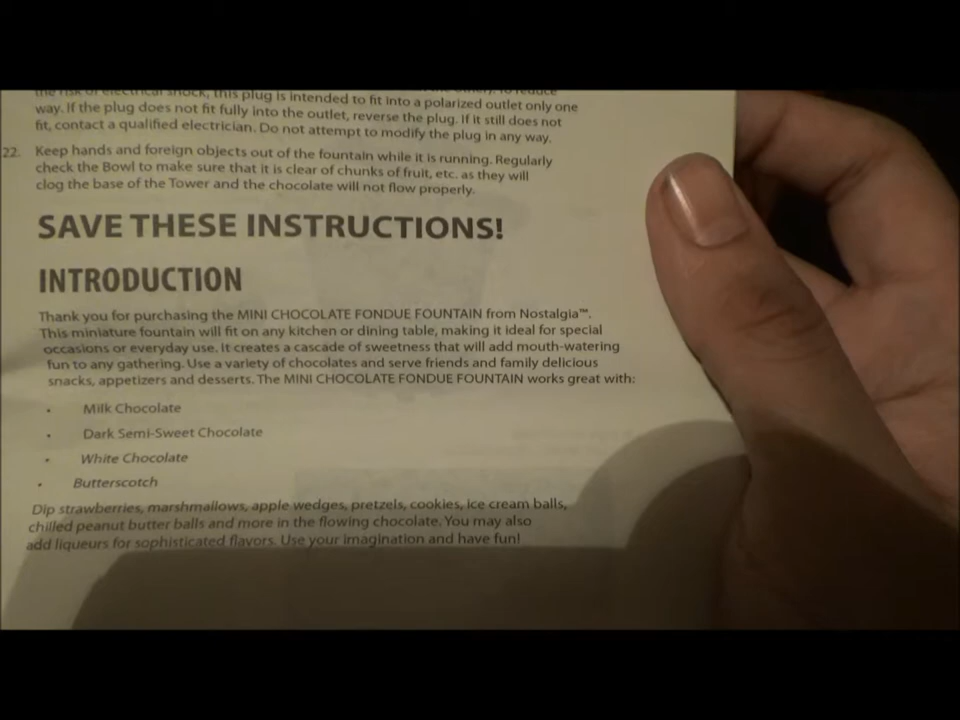 the risk of electrical shock, this plug is intended to fit into a polarized outlet only one
way. If the plug does not fit fully into the outlet, reverse the plug. If it still does not
fit, contact a qualified electrician. Do not attempt to modify the plug in any way.
22. Keep hands and foreign objects out of the fountain while it is running. Regularly
check the Bowl to make sure that it is clear of chunks of fruit, etc. as they will
clog the base of the Tower and the chocolate will not flow properly.
SAVE THESE INSTRUCTIONS!
INTRODUCTION
Thank you for purchasing the MINI CHOCOLATE FONDUE FOUNTAIN from Nostalgia™.
This miniature fountain will fit on any kitchen or dining table, making it ideal for special
occasions or everyday use. It creates a cascade of sweetness that will add mouth-watering
fun to any gathering. Use a variety of chocolates and serve friends and family delicious
snacks, appetizers and desserts. The MINI CHOCOLATE FONDUE FOUNTAIN works great with:
• Milk Chocolate
• Dark Semi-Sweet Chocolate
• White Chocolate
• Butterscotch
Dip strawberries, marshmallows, apple wedges, pretzels, cookies, ice cream balls,
chilled peanut butter balls and more in the flowing chocolate. You may also
add liqueurs for sophisticated flavors. Use your imagination and have fun!